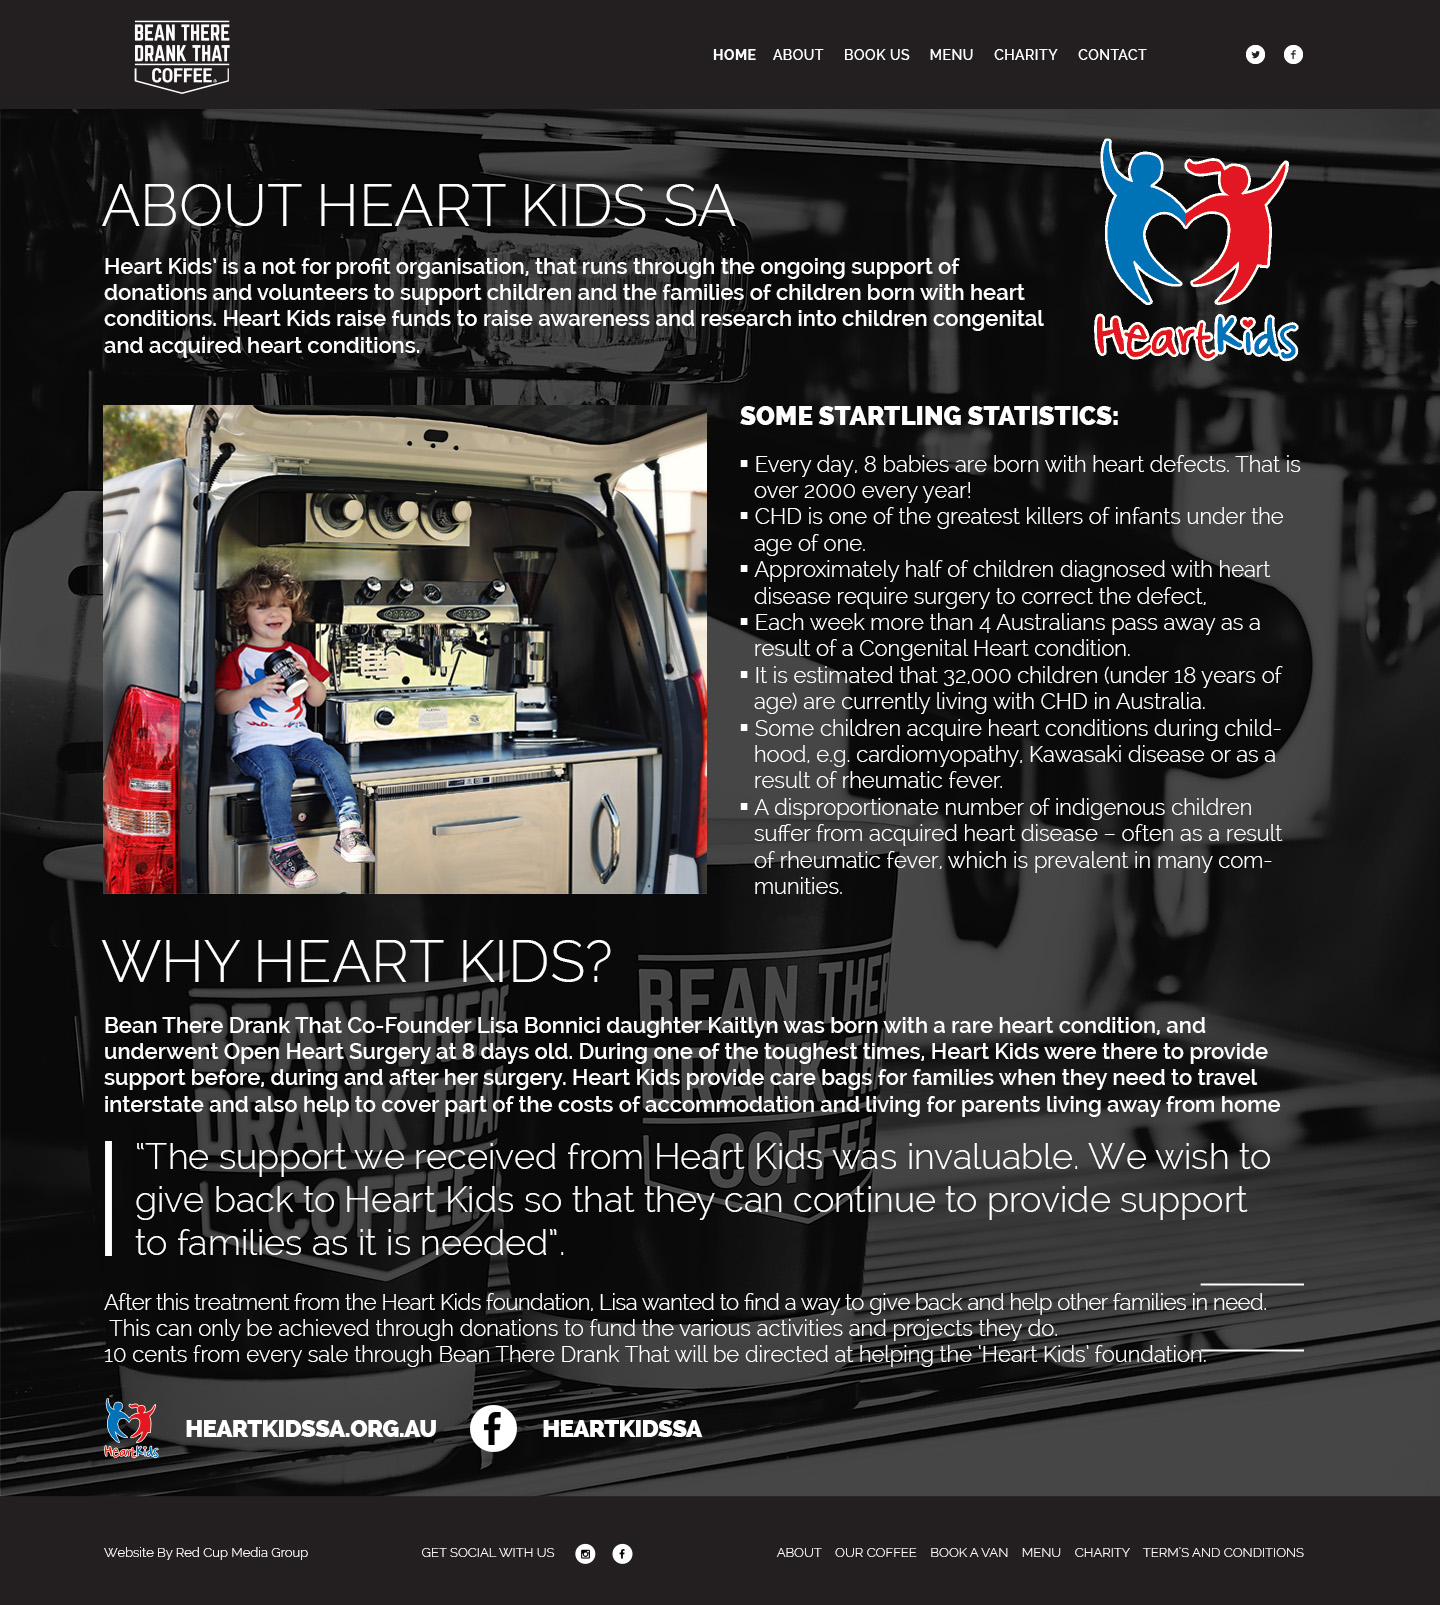 BEAN THERE
DRANK THAT
COFFEE
HOME ABOUT BOOK US MENU CHARITY CONTACT
ABOUT HEART KIDS SA
Heart Kids' is a not for profit organisation, that runs through the ongoing support of
donations and volunteers to support children and the families of children born with heart
conditions. Heart Kids raise funds to raise awareness and research into children congenital
and acquired heart conditions.
HeartKids
SOME STARTLING STATISTICS:
▪ Every day, 8 babies are born with heart defects. That is
over 2000 every year!
▪ CHD is one of the greatest killers of infants under the
age of one.
▪ Approximately half of children diagnosed with heart
disease require surgery to correct the defect,
▪ Each week more than 4 Australians pass away as a
result of a Congenital Heart condition.
▪ It is estimated that 32,000 children (under 18 years of
age) are currently living with CHD in Australia.
▪ Some children acquire heart conditions during child-
hood, e.g. cardiomyopathy, Kawasaki disease or as a
result of rheumatic fever.
▪ A disproportionate number of indigenous children
suffer from acquired heart disease – often as a result
of rheumatic fever, which is prevalent in many com-
munities.
WHY HEART KIDS?
BEAN THERE
DRANK THAT
COFFEE
BEAN THER
DRANK THAT
COFFEE
Bean There Drank That Co-Founder Lisa Bonnici daughter Kaitlyn was born with a rare heart condition, and
underwent Open Heart Surgery at 8 days old. During one of the toughest times, Heart Kids were there to provide
support before, during and after her surgery. Heart Kids provide care bags for families when they need to travel
interstate and also help to cover part of the costs of accommodation and living for parents living away from home
“The support we received from Heart Kids was invaluable. We wish to
give back to Heart Kids so that they can continue to provide support
to families as it is needed”.
After this treatment from the Heart Kids foundation, Lisa wanted to find a way to give back and help other families in need.
This can only be achieved through donations to fund the various activities and projects they do.
10 cents from every sale through Bean There Drank That will be directed at helping the 'Heart Kids' foundation.
HeartKids
HEARTKIDSSA.ORG.AU HEARTKIDSSA
Website By Red Cup Media Group
GET SOCIAL WITH US
ABOUT OUR COFFEE BOOK A VAN MENU CHARITY TERM'S AND CONDITIONS